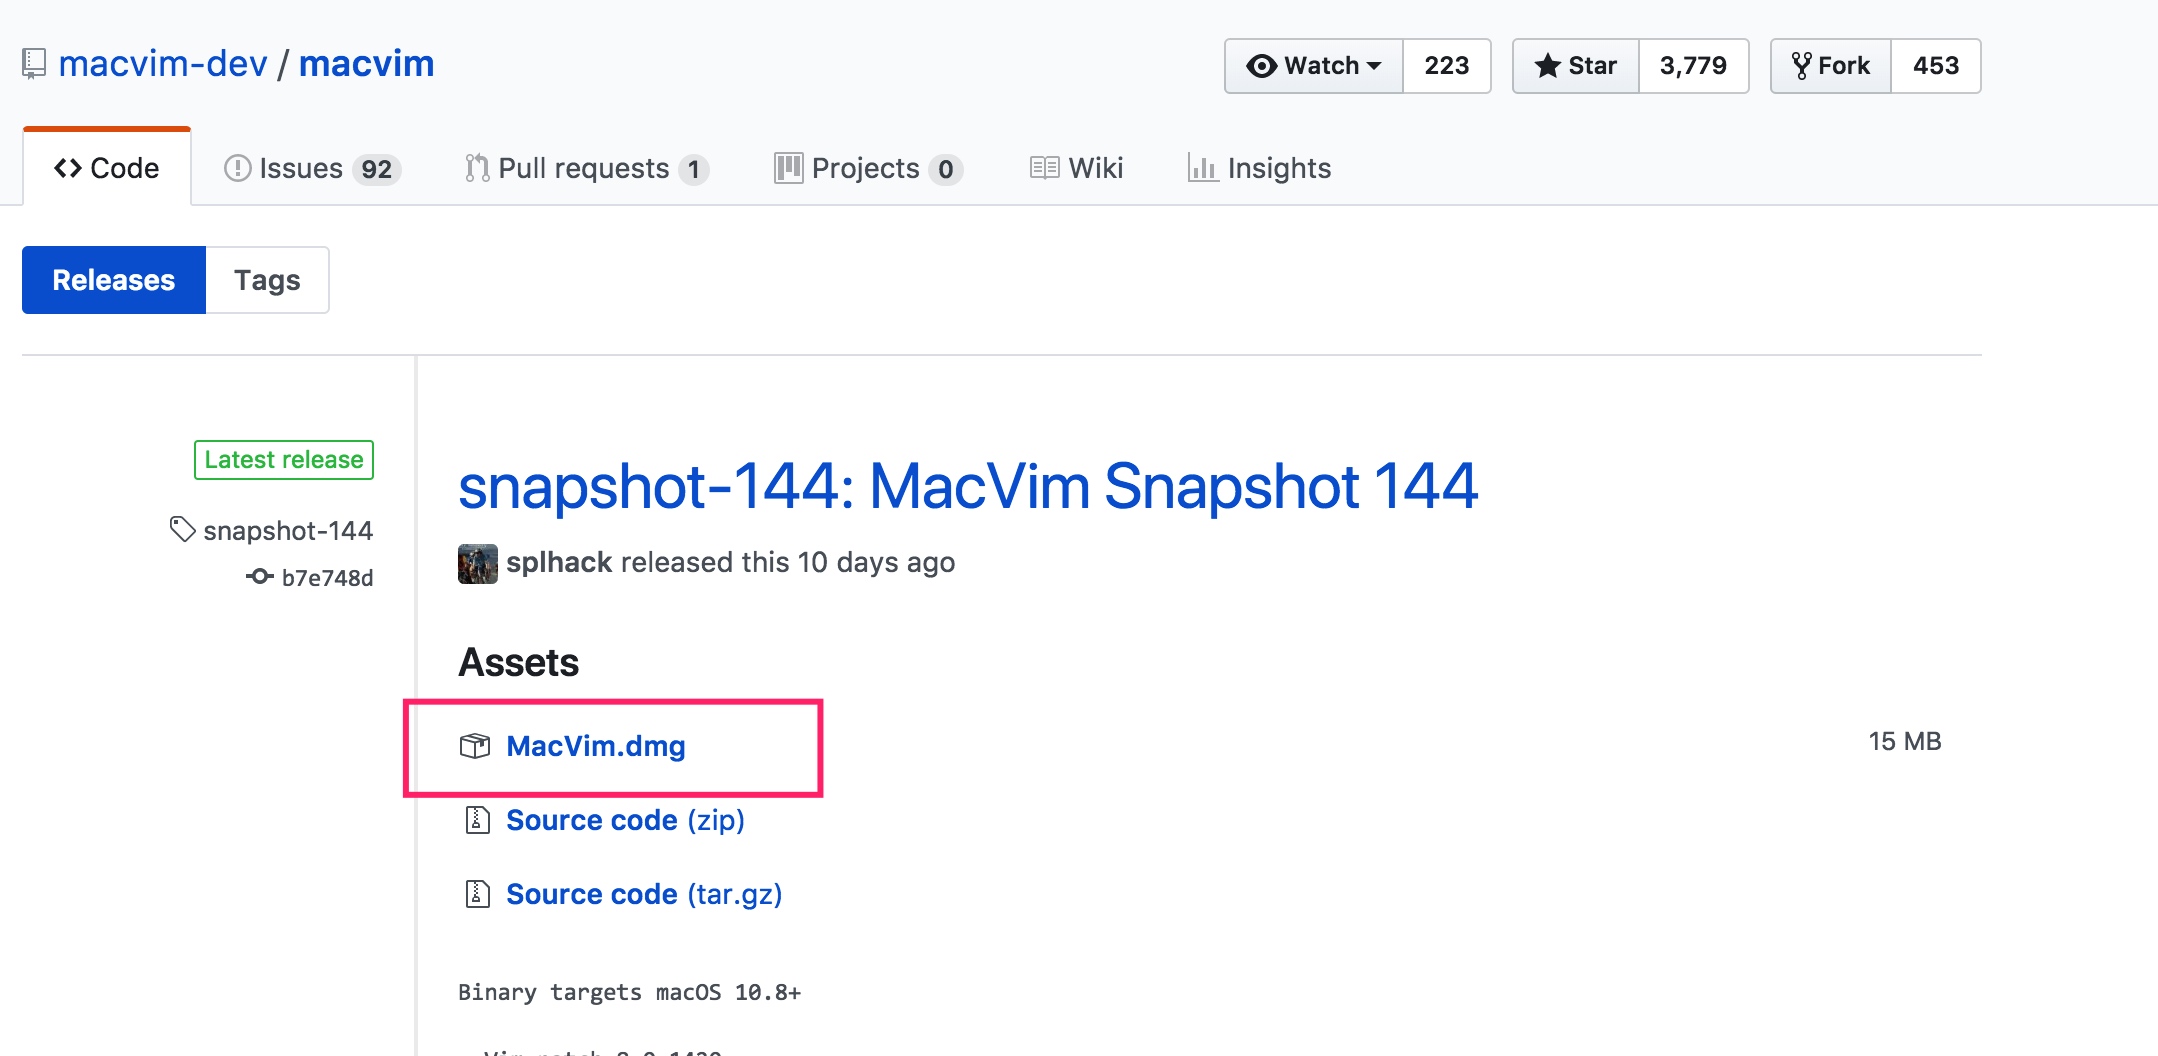 macvim-dev / macvim
Watch 223 Star 3,779 Fork 453
Code Issues 92 Pull requests 1 Projects 0 Wiki Insights
Releases Tags
Latest release
snapshot-144
b7e748d
snapshot-144: MacVim Snapshot 144
splhack released this 10 days ago
Assets
MacVim.dmg 15 MB
Source code (zip)
Source code (tar.gz)
Binary targets macOS 10.8+